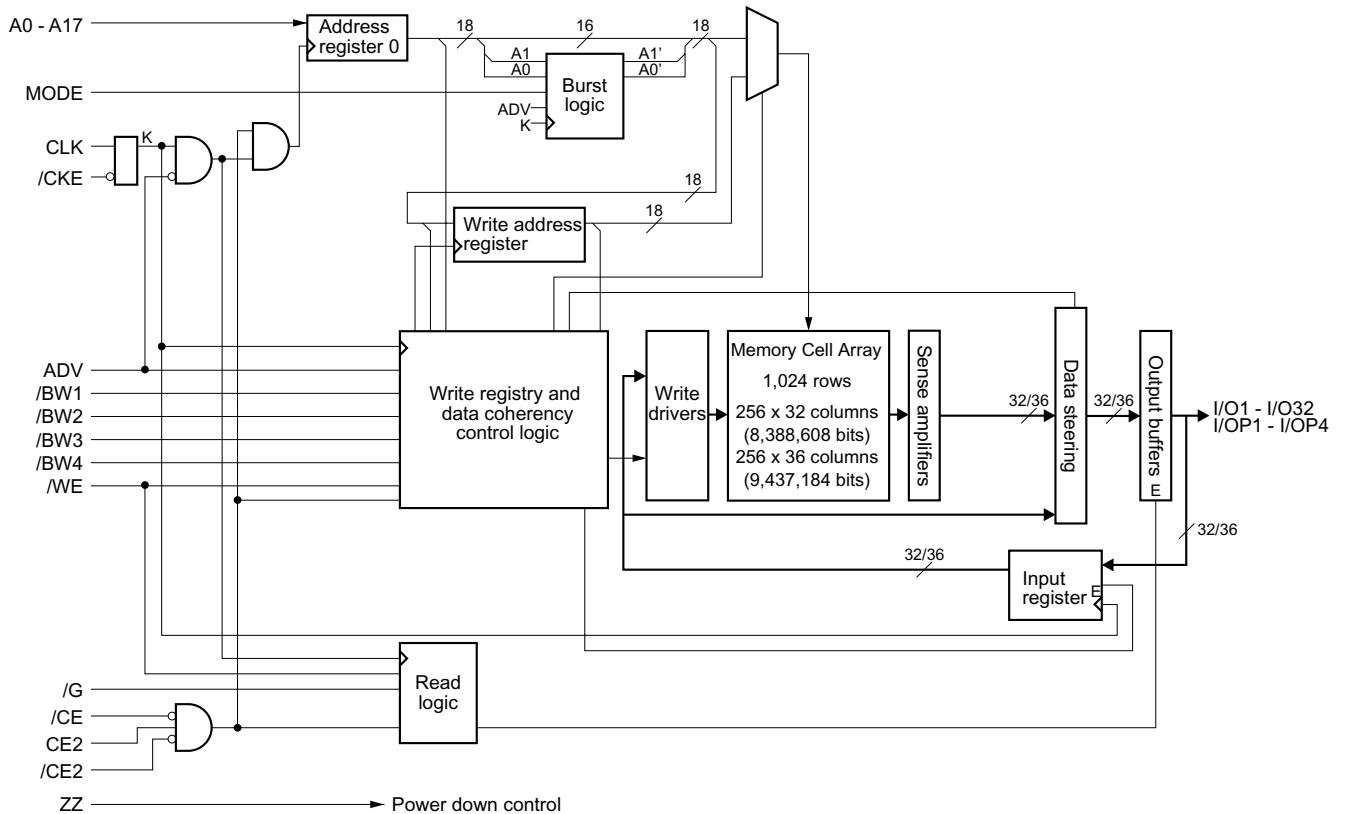 A0 - A17
Address
register 0
18
16
18
A1
A0
A1’
A0’
Burst
logic
ADV
K
MODE
CLK
K
/CKE
18
Write address
register
18
ADV
/BW1
/BW2
/BW3
/BW4
/WE
Write registry and
data coherency
control logic
Write
drivers
Memory Cell Array
1,024 rows
256 x 32 columns
(8,388,608 bits)
256 x 36 columns
(9,437,184 bits)
Sense amplifiers
32/36
Data steering
32/36
Output buffers
E
I/O1 - I/O32
I/OP1 - I/OP4
32/36
32/36
Input
register
E
Read
logic
/G
/CE
CE2
/CE2
ZZ
Power down control